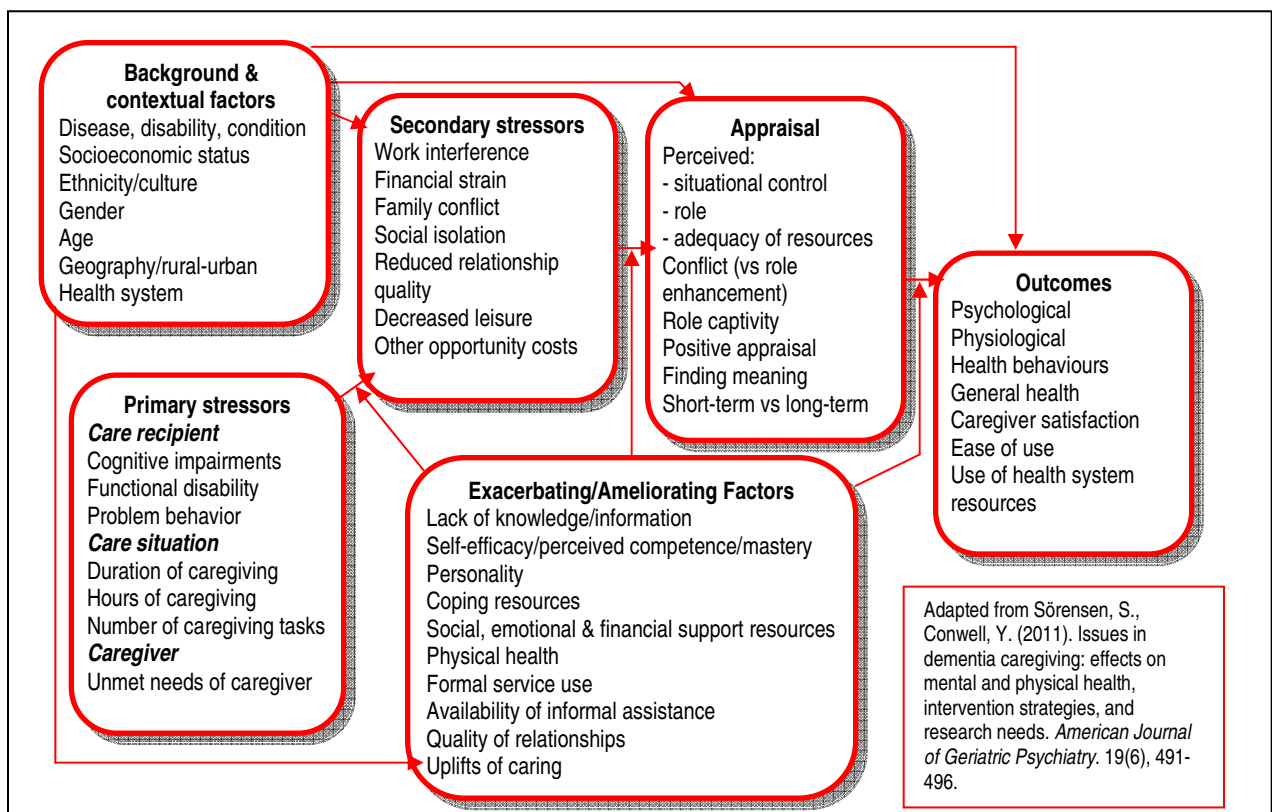 Background &
contextual factors
Disease, disability, condition
Socioeconomic status
Ethnicity/culture
Gender
Age
Geography/rural-urban
Health system
Primary stressors
Care recipient
Cognitive impairments
Functional disability
Problem behavior
Care situation
Duration of caregiving
Hours of caregiving
Number of caregiving tasks
Caregiver
Unmet needs of caregiver
Secondary stressors
Work interference
Financial strain
Family conflict
Social isolation
Reduced relationship
quality
Decreased leisure
Other opportunity costs
Appraisal
Perceived:
- situational control
- role
- adequacy of resources
Conflict (vs role
enhancement)
Role captivity
Positive appraisal
Finding meaning
Short-term vs long-term
Exacerbating/Ameliorating Factors
Lack of knowledge/information
Self-efficacy/perceived competence/mastery
Personality
Coping resources
Social, emotional & financial support resources
Physical health
Formal service use
Availability of informal assistance
Quality of relationships
Uplifts of caring
Outcomes
Psychological
Physiological
Health behaviours
General health
Caregiver satisfaction
Ease of use
Use of health system
resources
Adapted from Sörensen, S.,
Conwell, Y. (2011). Issues in
dementia caregiving: effects on
mental and physical health,
intervention strategies, and
research needs. American Journal
of Geriatric Psychiatry. 19(6), 491-
496.